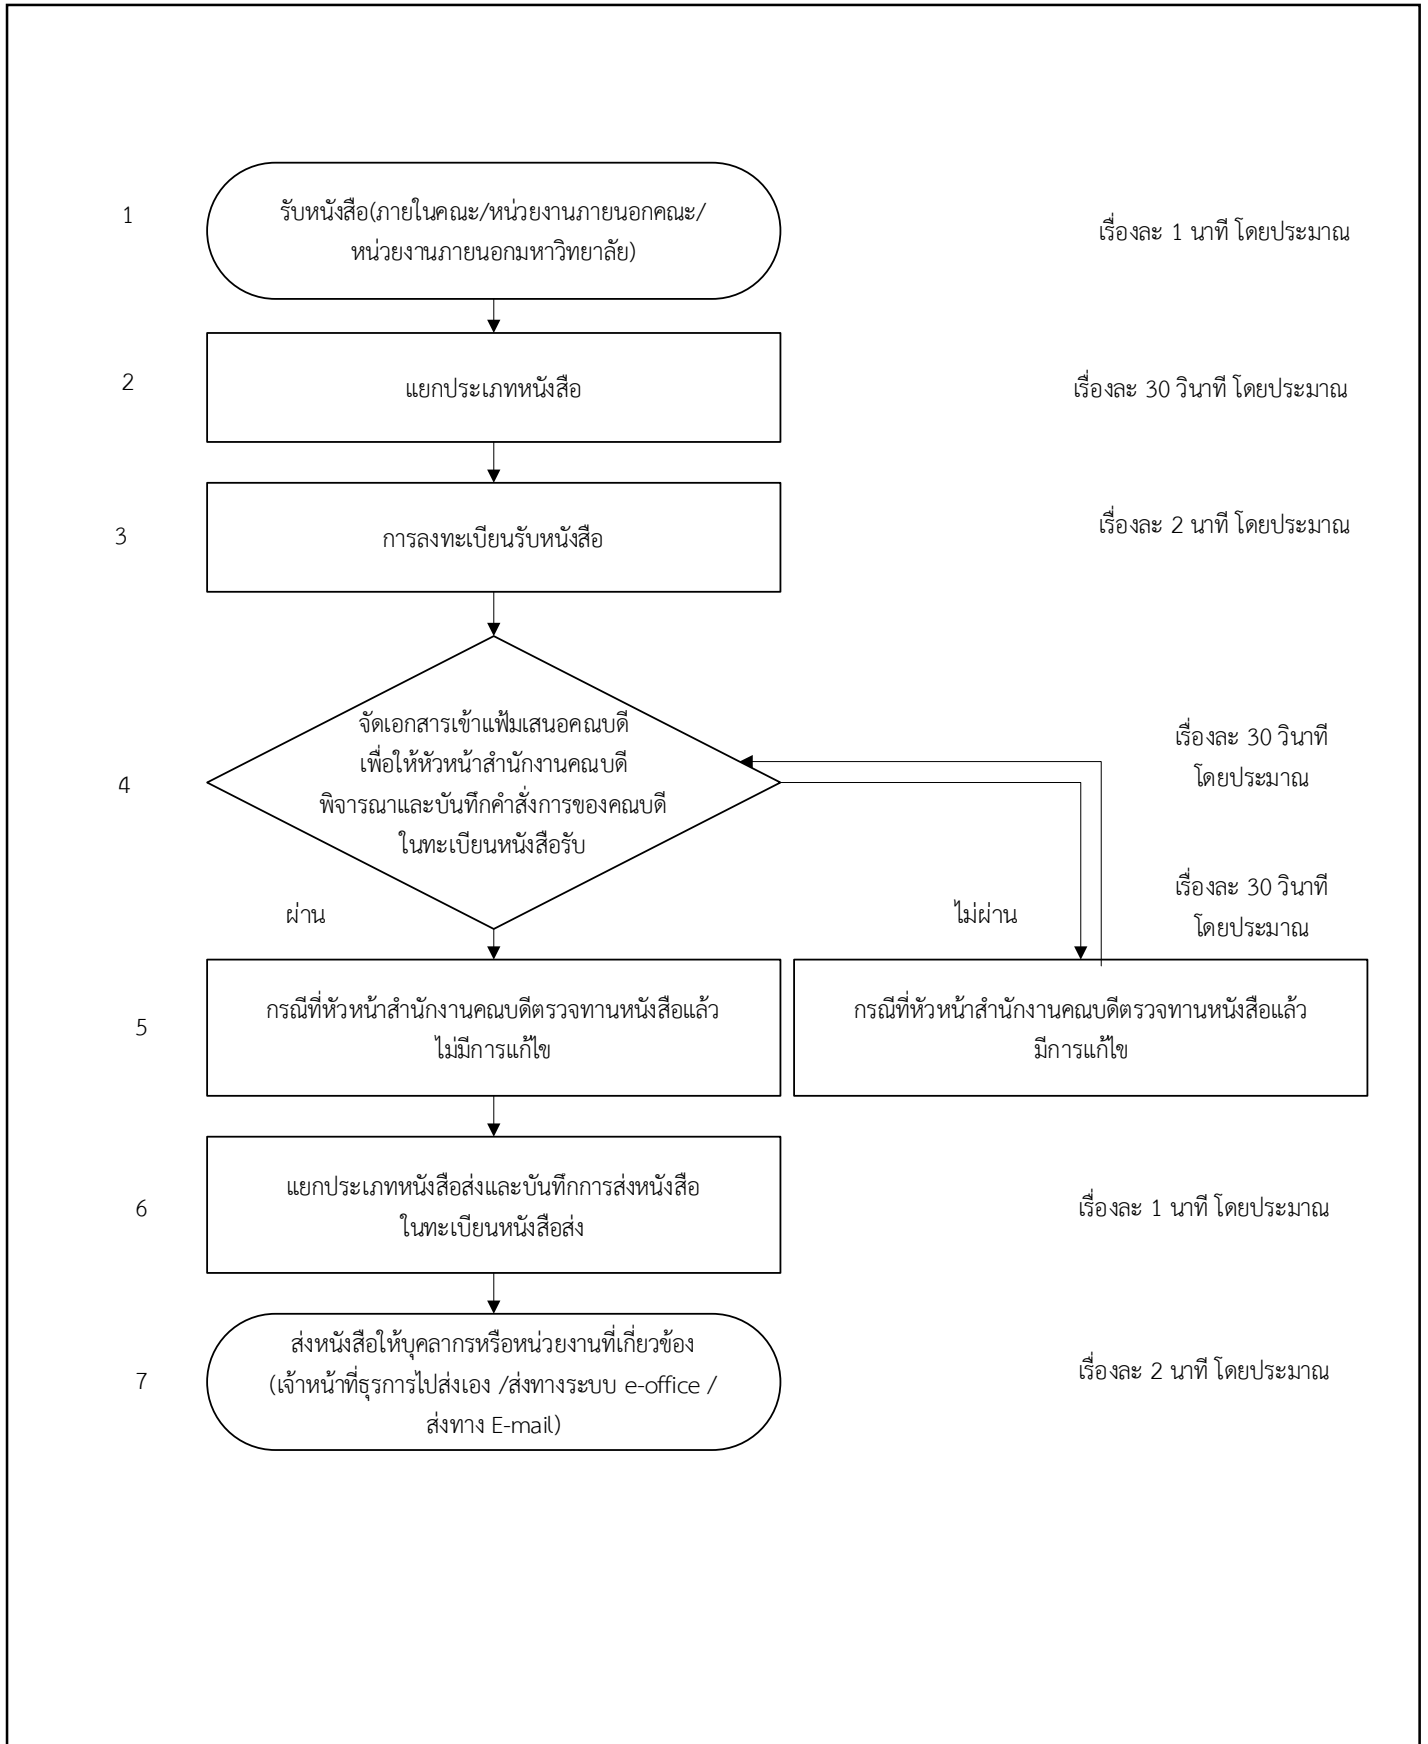 1
รับหนังสือ(ภายในคณะ/หน่วยงานภายนอกคณะ/
หน่วยงานภายนอกมหาวิทยาลัย)
เรื่องละ 1 นาที โดยประมาณ
2
แยกประเภทหนังสือ
เรื่องละ 30 วินาที โดยประมาณ
3
การลงทะเบียนรับหนังสือ
เรื่องละ 2 นาที โดยประมาณ
4
จัดเอกสารเข้าแฟ้มเสนอคณบดี
เพื่อให้หัวหน้าสำนักงานคณบดี
พิจารณาและบันทึกคำสั่งการของคณบดี
ในทะเบียนหนังสือรับ
เรื่องละ 30 วินาที
โดยประมาณ
ผ่าน
ไม่ผ่าน
เรื่องละ 30 วินาที
โดยประมาณ
5
กรณีที่หัวหน้าสำนักงานคณบดีตรวจทานหนังสือแล้ว
ไม่มีการแก้ไข
กรณีที่หัวหน้าสำนักงานคณบดีตรวจทานหนังสือแล้ว
มีการแก้ไข
6
แยกประเภทหนังสือส่งและบันทึกการส่งหนังสือ
ในทะเบียนหนังสือส่ง
เรื่องละ 1 นาที โดยประมาณ
7
ส่งหนังสือให้บุคลากรหรือหน่วยงานที่เกี่ยวข้อง
(เจ้าหน้าที่ธุรการไปส่งเอง /ส่งทางระบบ e-office /
ส่งทาง E-mail)
เรื่องละ 2 นาที โดยประมาณ